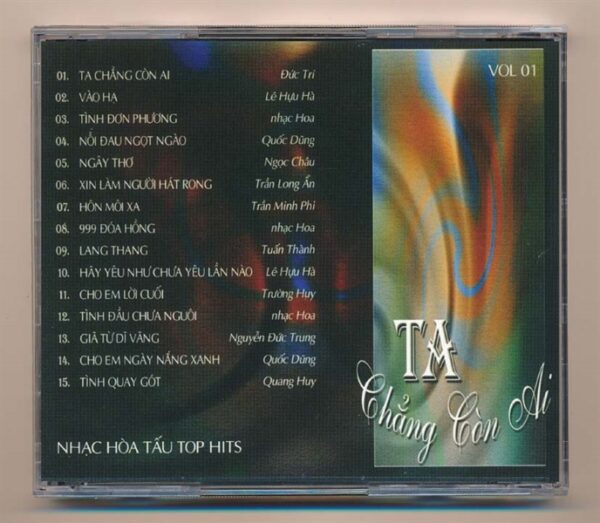 01. TA CHẲNG CÒN AI Đức Trí
02. VÀO HẠ Lê Hựu Hà
03. TÌNH ĐƠN PHƯƠNG nhạc Hoa
04. NỖI ĐAU NGỌT NGÀO Quốc Dũng
05. NGÂY THƠ Ngọc Châu
06. XIN LÀM NGƯỜI HÁT RONG Trần Long Ẩn
07. HÔN MÔI XA Trần Minh Phi
08. 999 ĐÓA HỒNG nhạc Hoa
09. LANG THANG Tuấn Thành
10. HÃY YÊU NHƯ CHƯA YÊU LẦN NÀO Lê Hựu Hà
11. CHO EM LỜI CUỐI Trường Huy
12. TÌNH ĐẦU CHƯA NGUÔI nhạc Hoa
13. GIÃ TỪ DĨ VÃNG Nguyễn Đức Trung
14. CHO EM NGÀY NẮNG XANH Quốc Dũng
15. TÌNH QUAY GÓT Quang Huy
NHẠC HÒA TẤU TOP HITS
VOL 01
TA
Chẳng Còn Ai